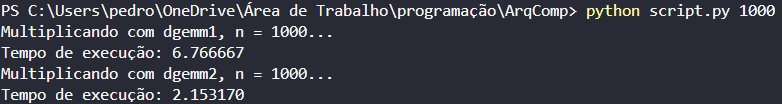 PS C:\Users\pedro\OneDrive\Área de Trabalho\programação\ArqComp> python script.py 1000
Multiplicando com dgemm1, n = 1000...
Tempo de execução: 6.766667
Multiplicando com dgemm2, n = 1000...
Tempo de execução: 2.153170